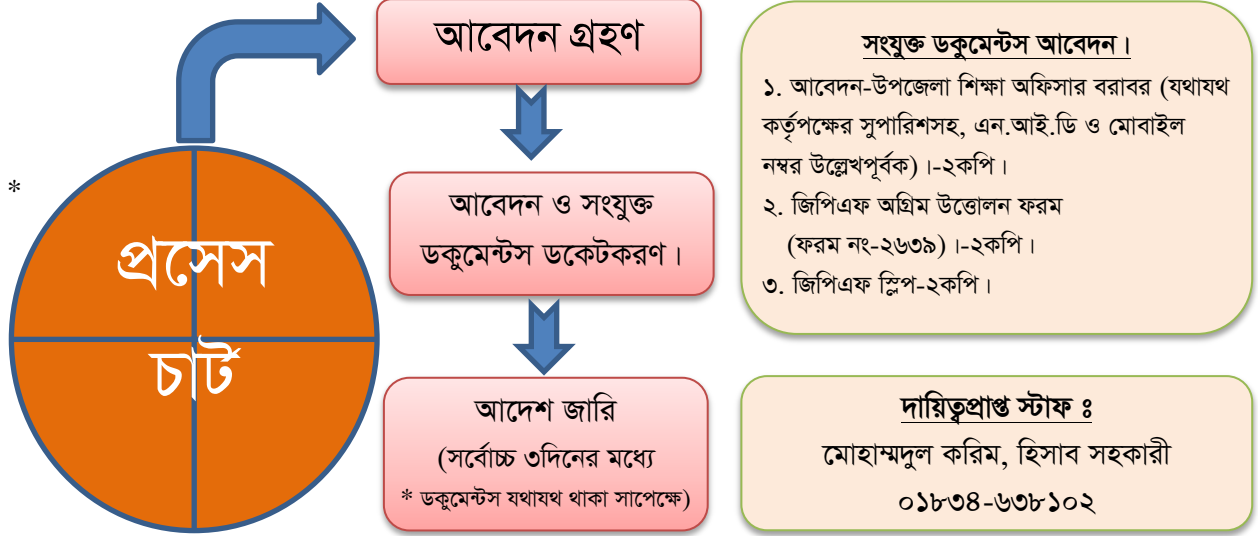 *
প্রসেস
চার্ট
আবেদন গ্রহণ
আবেদন ও সংযুক্ত
ডকুমেন্টস ডকেটকরণ।
আদেশ জারি
(সর্বোচ্চ ৩দিনের মধ্যে
* ডকুমেন্টস যথাযথ থাকা সাপেক্ষে)
সংযুক্ত ডকুমেন্টস আবেদন।
১. আবেদন-উপজেলা শিক্ষা অফিসার বরাবর (যথাযথ
কর্তৃপক্ষের সুপারিশসহ, এন.আই.ডি ও মোবাইল
নম্বর উল্লেখপূর্বক)।-২কপি।
২. জিপিএফ অগ্রিম উত্তোলন ফরম
(ফরম নং-২৬৩৯)।-২কপি।
৩. জিপিএফ স্লিপ-২কপি।
দায়িত্বপ্রাপ্ত স্টাফ ঃ
মোহাম্মদুল করিম, হিসাব সহকারী
০১৮৩৪-৬৩৮১০২